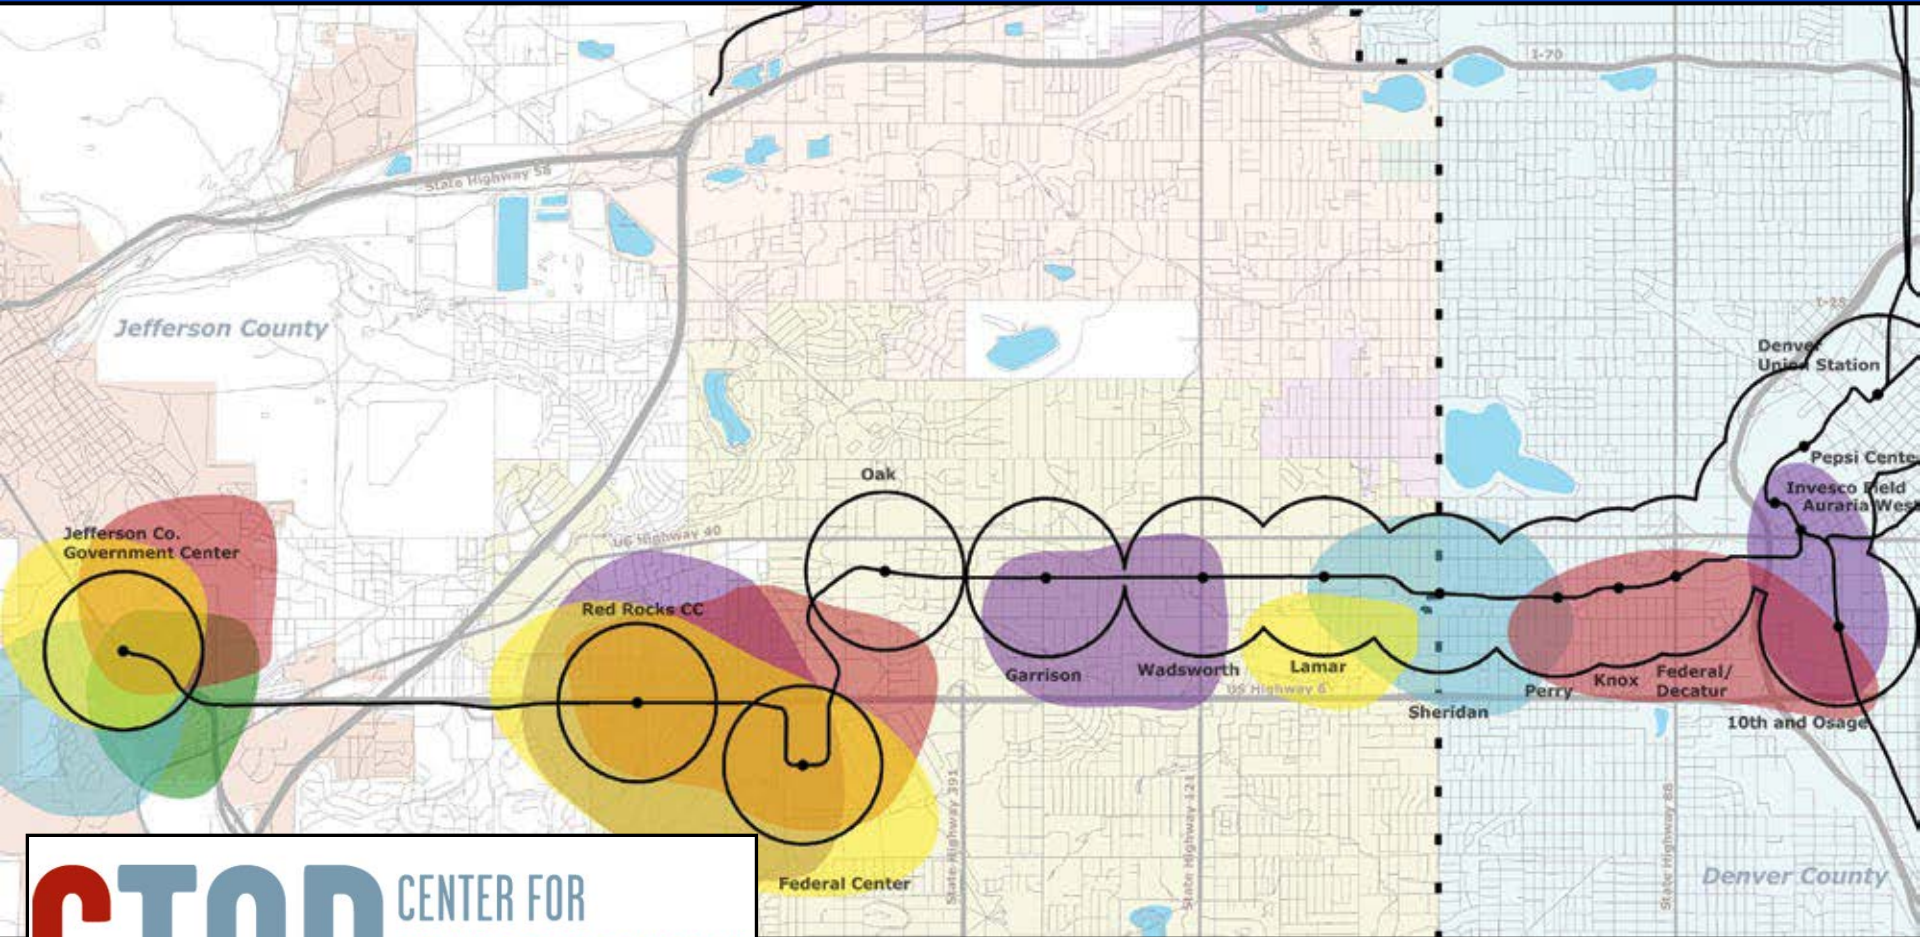 I-70
State Highway 58
Jefferson County
I-25
Denver
Union Station
Pepsi Cente
Oak
Invesco Field
Auraria West
Jefferson Co.
Government Center
US Highway 40
Red Rocks CC
Garrison
Wadsworth
Lamar
Federal/
Decatur
Knox
Perry
US Highway 6
Sheridan
10th and Osage
State Highway 391
State Highway 121
State Highway 88
Federal Center
Denver County
CTOD CENTER FOR